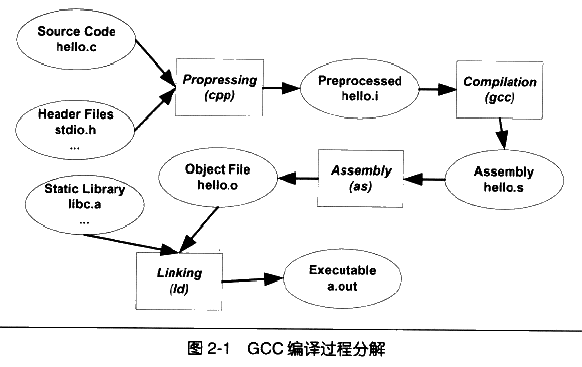 Source Code
hello.c
Header Files
stdio.h
...
Propressing
(cpp)
Preprocessed
hello.i
Compilation
(gcc)
Static Library
libc.a
...
Object File
hello.o
Assembly
(as)
Assembly
hello.s
Linking
(ld)
Executable
a.out
图 2-1 GCC 编译过程分解